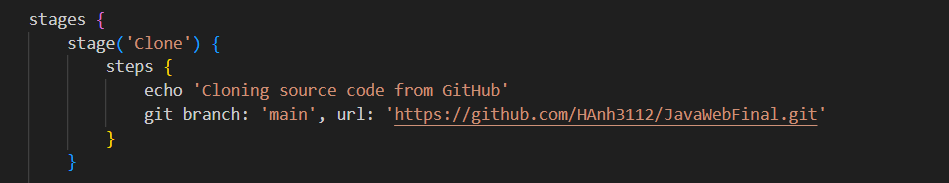 stages {
stage('Clone') {
steps {
echo 'Cloning source code from GitHub'
git branch: 'main', url: 'https://github.com/HAnh3112/JavaWebFinal.git'
}
}